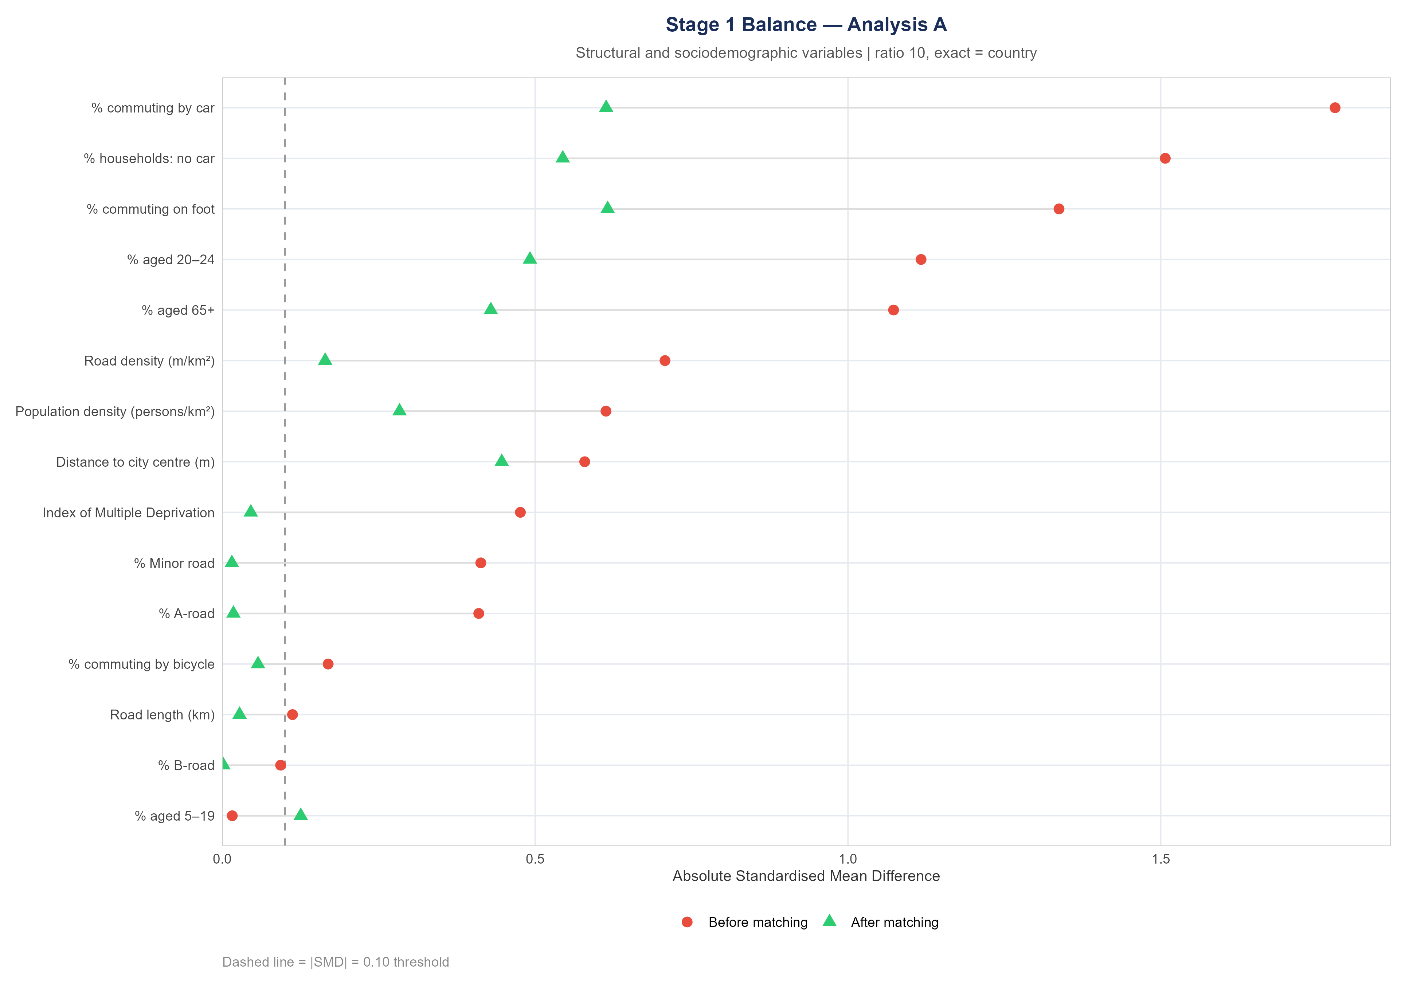 Stage 1 Balance — Analysis A
Structural and sociodemographic variables | ratio 10, exact = country
% commuting by car
% households: no car
% commuting on foot
% aged 20–24
% aged 65+
Road density (m/km²)
Population density (persons/km²)
Distance to city centre (m)
Index of Multiple Deprivation
% Minor road
% A-road
% commuting by bicycle
Road length (km)
% B-road
% aged 5–19
0.0 0.5 1.0 1.5
Absolute Standardised Mean Difference
Before matching After matching
Dashed line = |SMD| = 0.10 threshold